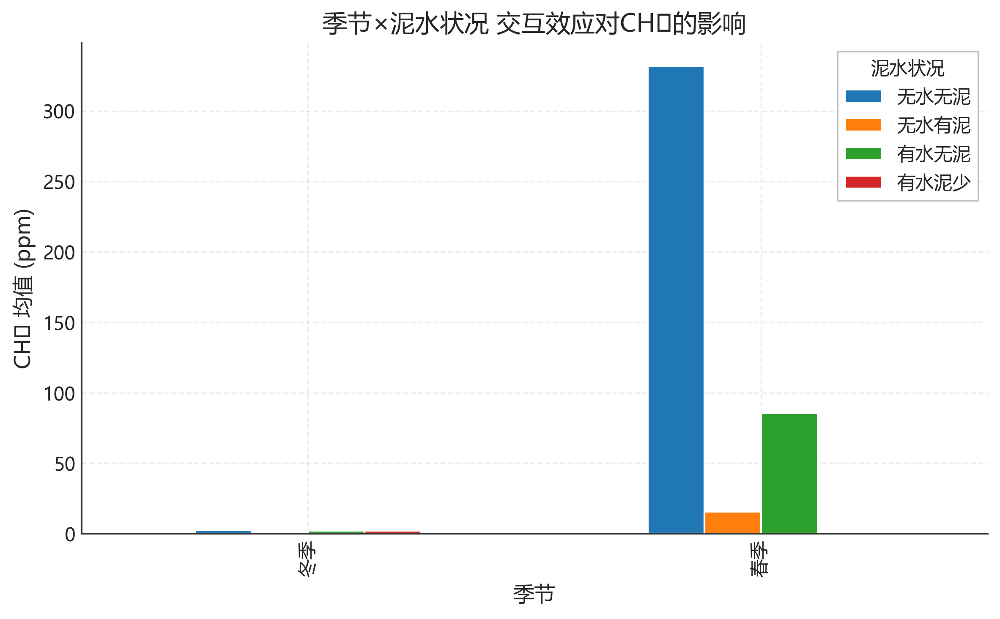 季节×泥水状况 交互效应对CH▯的影响
泥水状况
无水无泥
无水有泥
有水无泥
有水泥少
CH▯ 均值 (ppm)
300
250
200
150
100
50
0
冬季
春季
季节